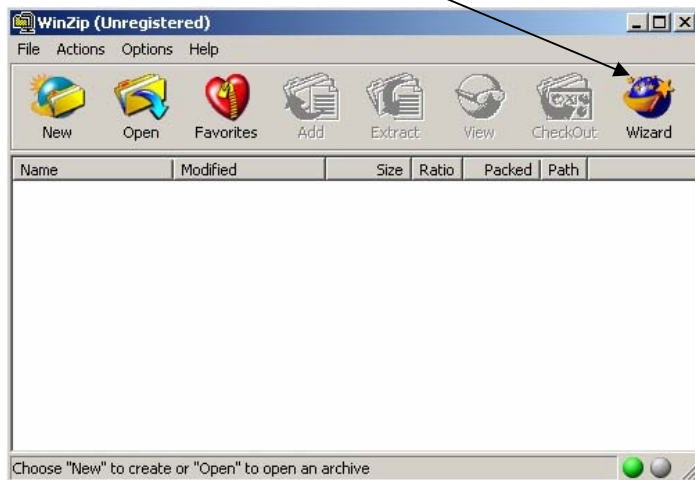 WinZip (Unregistered)
File Actions Options Help
New Open Favorites Add Extract View CheckOut Wizard
Name Modified Size Ratio Packed Path
Choose "New" to create or "Open" to open an archive